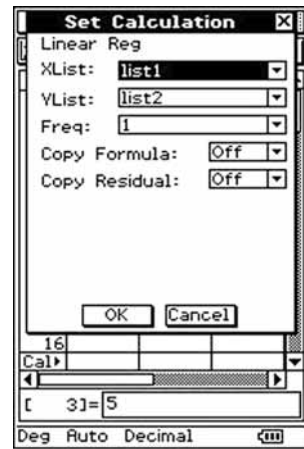 Set Calculation
Linear Reg
XList: list1
YList: list2
Freq: 1
Copy Formula: Off
Copy Residual: Off
OK Cancel
16
Cal
[ 3]= 5
Deg Auto Decimal